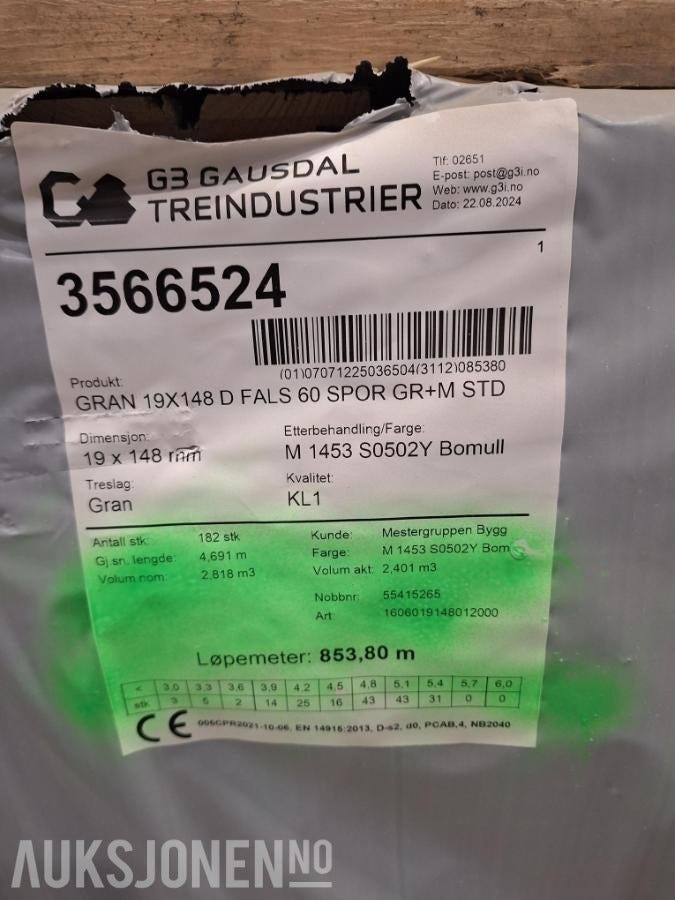 G3 GAUSDAL
TREINDUSTRIER
Tlf: 02651
E-post: post@g3i.no
Web: www.g3i.no
Dato: 22.08.2024
1
3566524
(01)07071225036504(3112)085380
Produkt:
GRAN 19X148 D FALS 60 SPOR GR+M STD
Dimensjon:
19 x 148 mm
Etterbehandling/Farge:
M 1453 S0502Y Bomull
Treslag:
Gran
Kvalitet:
KL1
Antall stk: 182 stk
Gj.sn. lengde: 4,691 m
Volum nom: 2,818 m3
Kunde: Mestergruppen Bygg
Farge: M 1453 S0502Y Bom
Volum akt: 2,401 m3
Nobbnr: 55415265
Art: 1606019148012000
Løpemeter: 853,80 m
< 3,0 3,3 3,6 3,9 4,2 4,5 4,8 5,1 5,4 5,7 6,0
stk 3 5 2 14 25 16 43 43 31 0 0
CE 006CPR2021-10-06, EN 14915:2013, D-s2, d0, PCAB,4, NB2040
AUKSJONEN NO